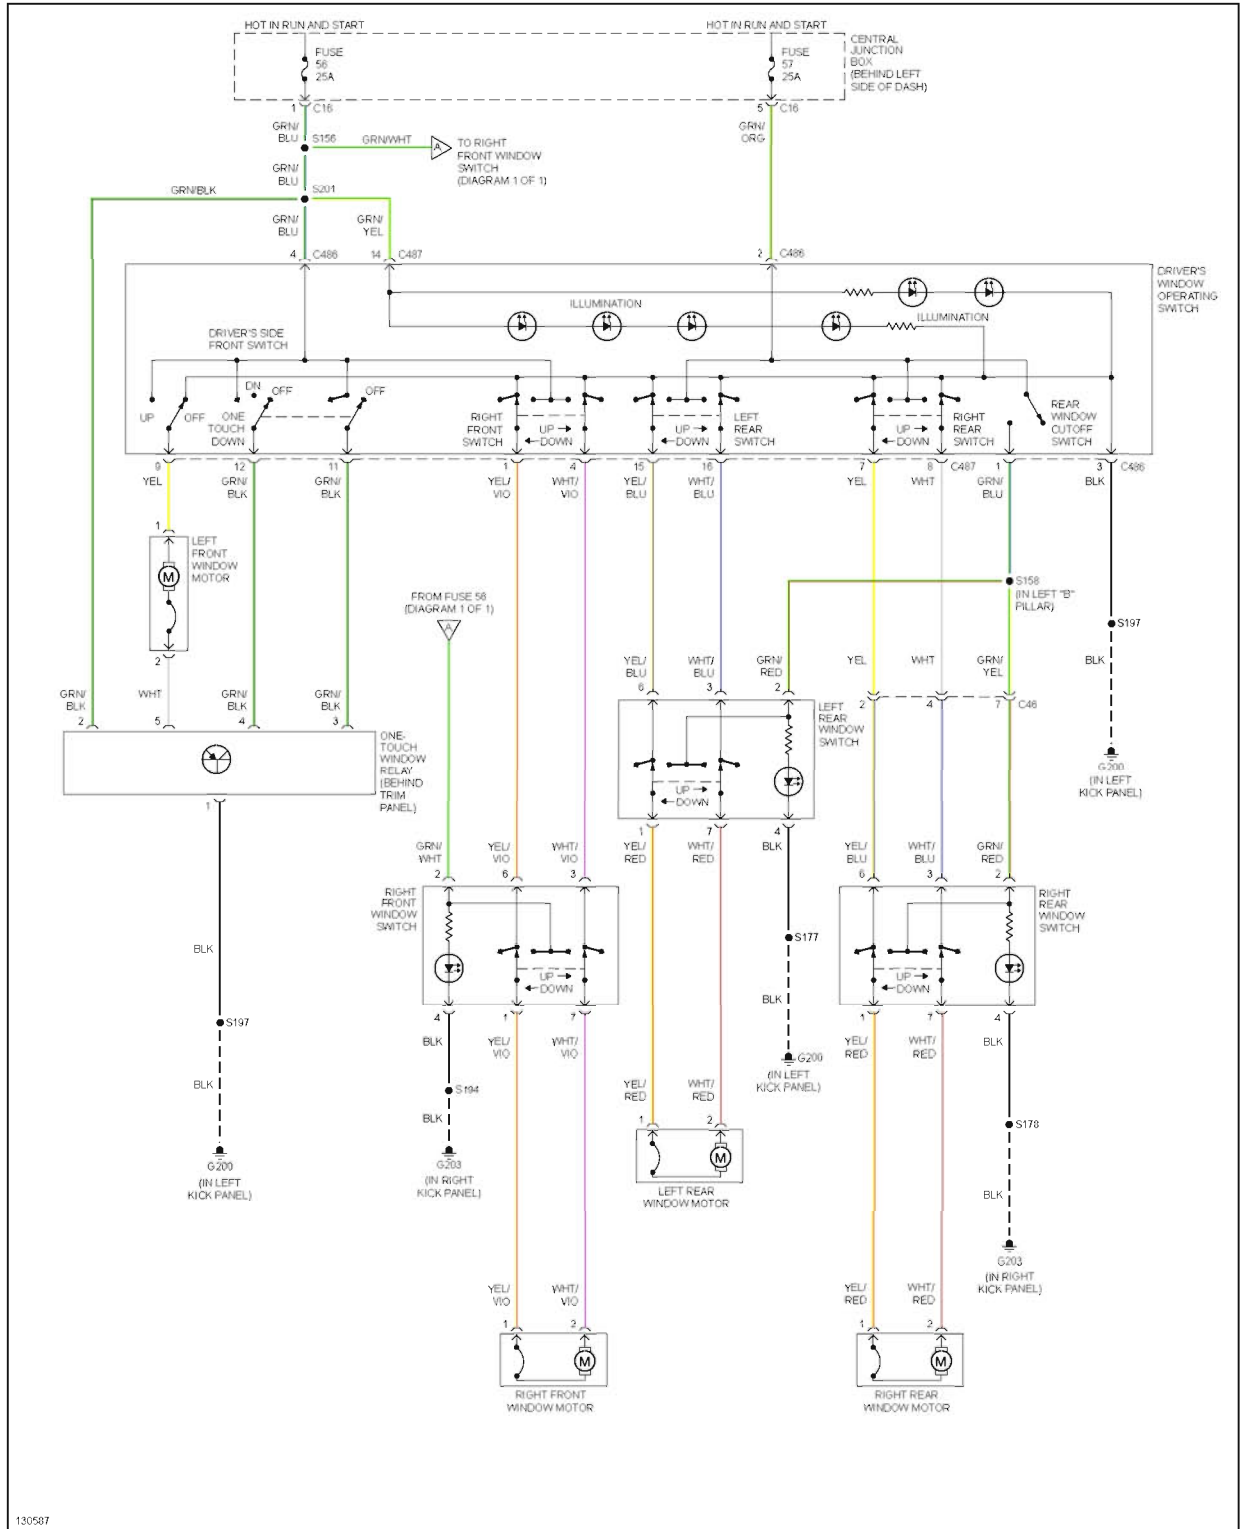 HOT IN RUN AND START
HOT IN RUN AND START
FUSE
56
25A
FUSE
57
25A
CENTRAL
JUNCTION
BOX
(BEHIND LEFT
SIDE OF DASH)
1 C16
5 C16
GRN/
BLU
S156
GRN/WHT
A
TO RIGHT
FRONT WINDOW
SWITCH
(DIAGRAM 1 OF 1)
GRN/
ORG
GRN/
BLU
GRN/BLK
S201
GRN/
BLU
GRN/
YEL
4 C486
14 C487
2 C486
DRIVER'S
WINDOW
OPERATING
SWITCH
ILLUMINATION
ILLUMINATION
DRIVER'S SIDE
FRONT SWITCH
UP
OFF
ONE
TOUCH
DOWN
DN
OFF
OFF
RIGHT
FRONT
SWITCH
UP
DOWN
UP
DOWN
LEFT
REAR
SWITCH
UP
DOWN
RIGHT
REAR
SWITCH
REAR
WINDOW
CUTOFF
SWITCH
9 12 11 1 4 15 16 7 8 C487 1 3 C486
YEL
GRN/
BLK
GRN/
BLK
YEL/
VIO
WHT/
VIO
YEL/
BLU
WHT/
BLU
YEL
WHT
GRN/
BLU
BLK
1
LEFT
FRONT
WINDOW
MOTOR
M
2
FROM FUSE 56
(DIAGRAM 1 OF 1)
A
S158
(IN LEFT "B"
PILLAR)
S197
BLK
G200
(IN LEFT
KICK PANEL)
GRN/
BLK
WHT
GRN/
BLK
GRN/
BLK
2 5 4 3
ONE-
TOUCH
WINDOW
RELAY
(BEHIND
TRIM
PANEL)
1
YEL/
BLU
WHT/
BLU
GRN/
RED
6 3 2
LEFT
REAR
WINDOW
SWITCH
UP
DOWN
1 7 4
YEL
WHT
GRN/
YEL
2 4 7 C46
YEL/
RED
WHT/
RED
BLK
GRN/
WHT
YEL/
VIO
WHT/
VIO
2 6 3
RIGHT
FRONT
WINDOW
SWITCH
UP
DOWN
4 1 7
YEL/
BLU
WHT/
BLU
GRN/
RED
6 3 2
RIGHT
REAR
WINDOW
SWITCH
UP
DOWN
1 7 4
BLK
S197
BLK
G200
(IN LEFT
KICK PANEL)
BLK
YEL/
VIO
WHT/
VIO
S194
BLK
G203
(IN RIGHT
KICK PANEL)
S177
BLK
G200
(IN LEFT
KICK PANEL)
YEL/
RED
WHT/
RED
1 2
M
LEFT REAR
WINDOW MOTOR
YEL/
RED
WHT/
RED
BLK
S178
BLK
G203
(IN RIGHT
KICK PANEL)
YEL/
VIO
WHT/
VIO
1 2
M
RIGHT FRONT
WINDOW MOTOR
YEL/
RED
WHT/
RED
1 2
M
RIGHT REAR
WINDOW MOTOR
130587